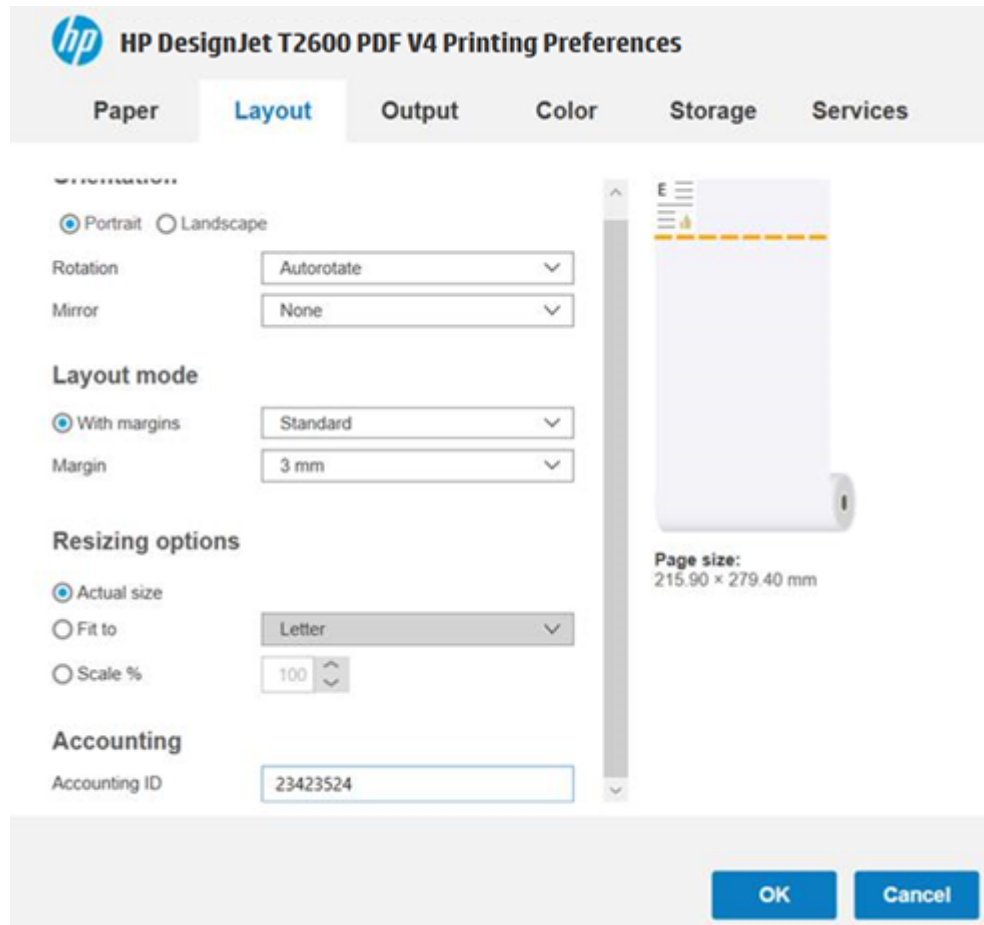 hp HP DesignJet T2600 PDF V4 Printing Preferences
Paper Layout Output Color Storage Services
Orientation
Portrait Landscape
Rotation Autorotate
Mirror None
Layout mode
With margins Standard
Margin 3 mm
Resizing options
Actual size
Fit to Letter
Scale % 100
Accounting
Accounting ID 23423524
E
Page size:
215.90 × 279.40 mm
OK Cancel